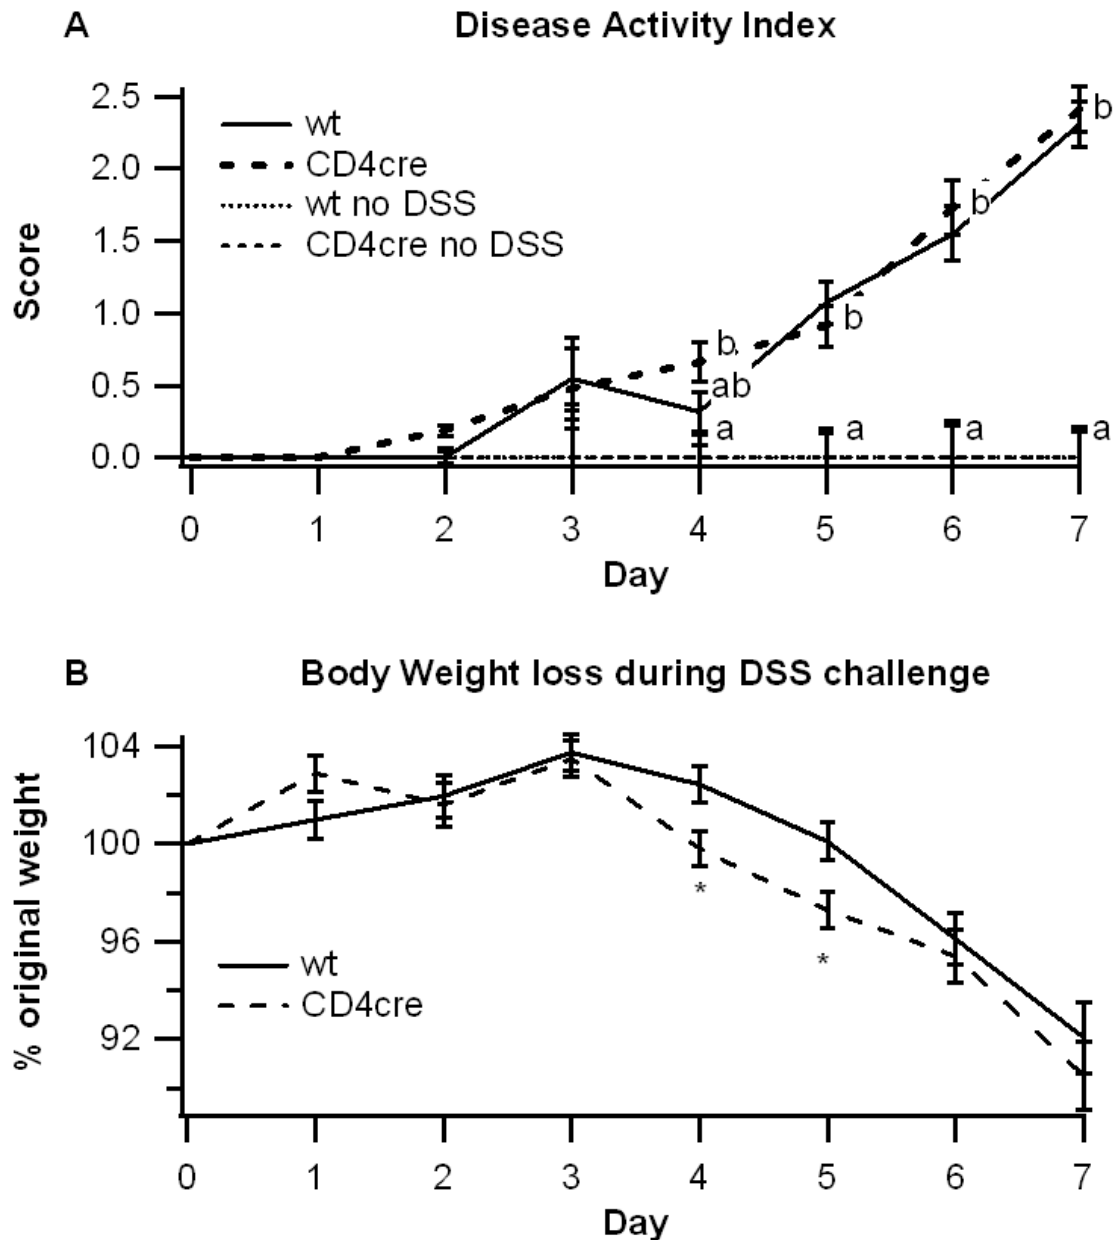 A Disease Activity Index
2.5
2.0
1.5
1.0
0.5
0.0
Score
wt
CD4cre
wt no DSS
CD4cre no DSS
b
b
b
b
ab
a
a
a
a
0 1 2 3 4 5 6 7
Day
B Body Weight loss during DSS challenge
104
100
96
92
% original weight
wt
CD4cre
*
*
0 1 2 3 4 5 6 7
Day